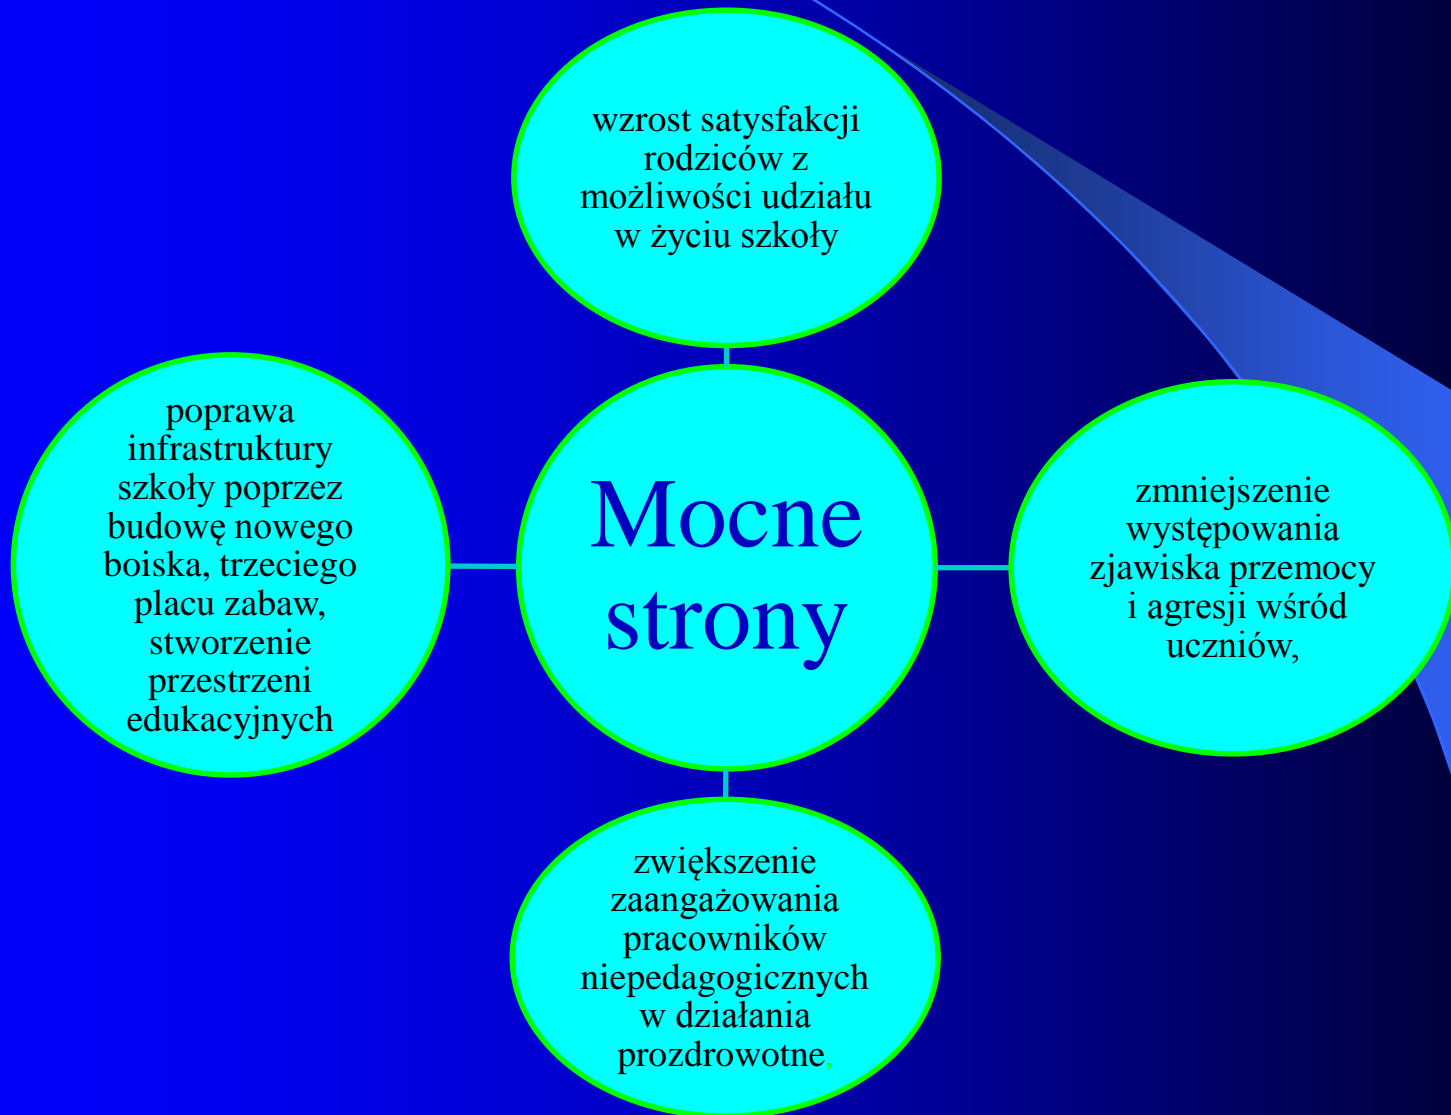 wzrost satysfakcji
rodziców z
możliwości udziału
w życiu szkoły
poprawa
infrastruktury
szkoły poprzez
budowę nowego
boiska, trzeciego
placu zabaw,
stworzenie
przestrzeni
edukacyjnych
Mocne
strony
zmniejszenie
występowania
zjawiska przemocy
i agresji wśród
uczniów,
zwiększenie
zaangażowania
pracowników
niepedagogicznych
w działania
prozdrowotne,